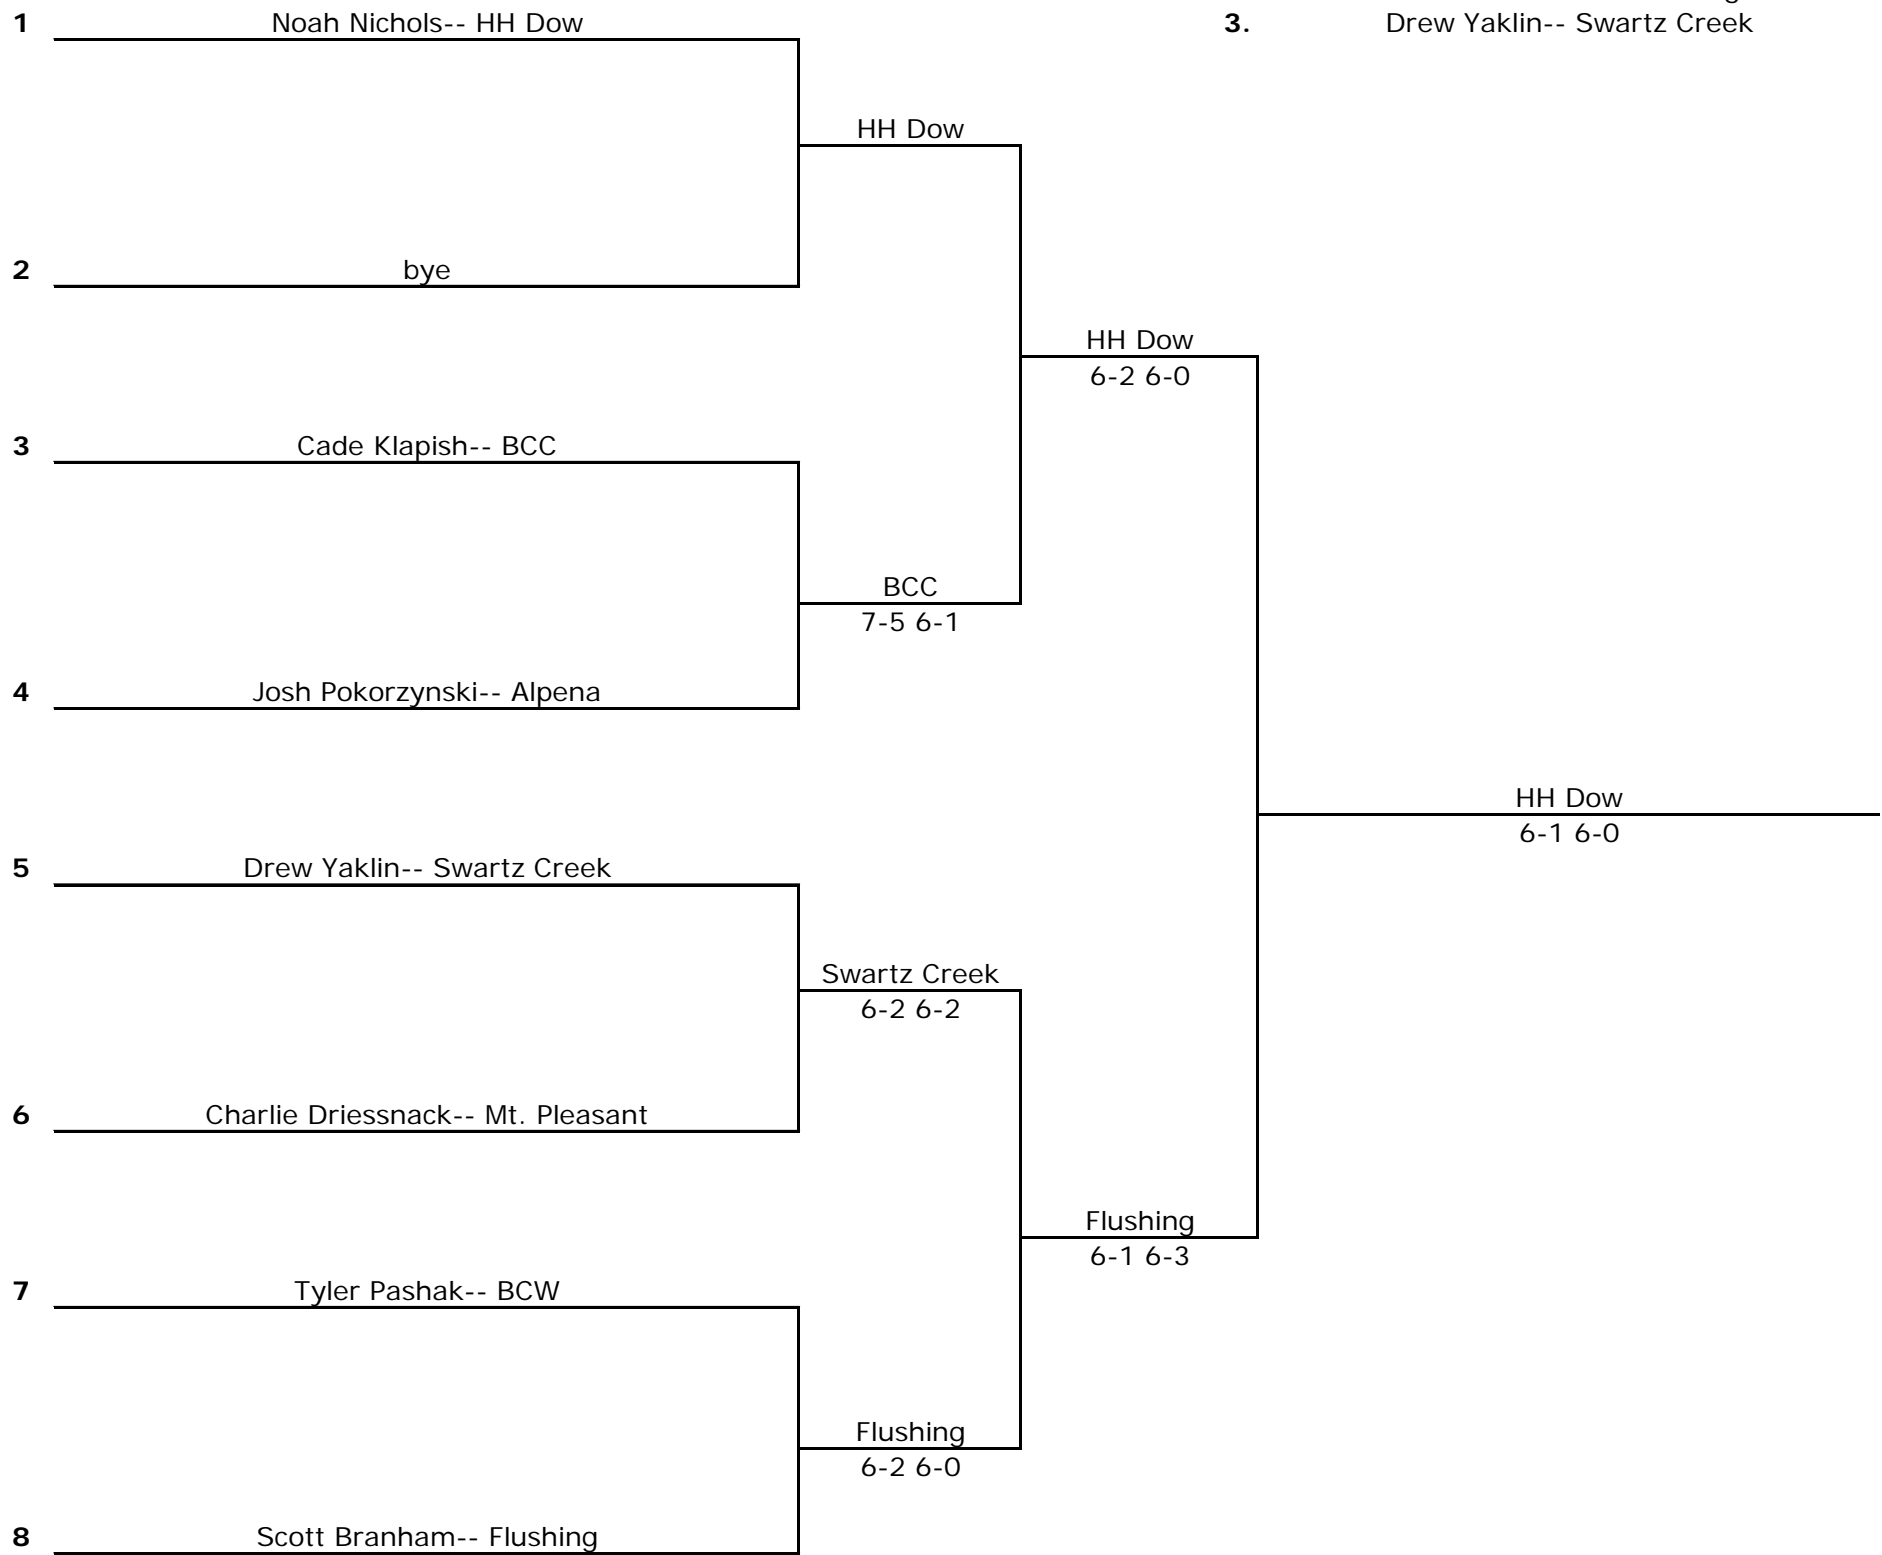 1 Noah Nichols-- HH Dow
3. Drew Yaklin-- Swartz Creek
HH Dow
2 bye
HH Dow
6-2 6-0
3 Cade Klapish-- BCC
BCC
7-5 6-1
4 Josh Pokorzynski-- Alpena
HH Dow
6-1 6-0
5 Drew Yaklin-- Swartz Creek
Swartz Creek
6-2 6-2
6 Charlie Driessnack-- Mt. Pleasant
Flushing
6-1 6-3
7 Tyler Pashak-- BCW
Flushing
6-2 6-0
8 Scott Branham-- Flushing